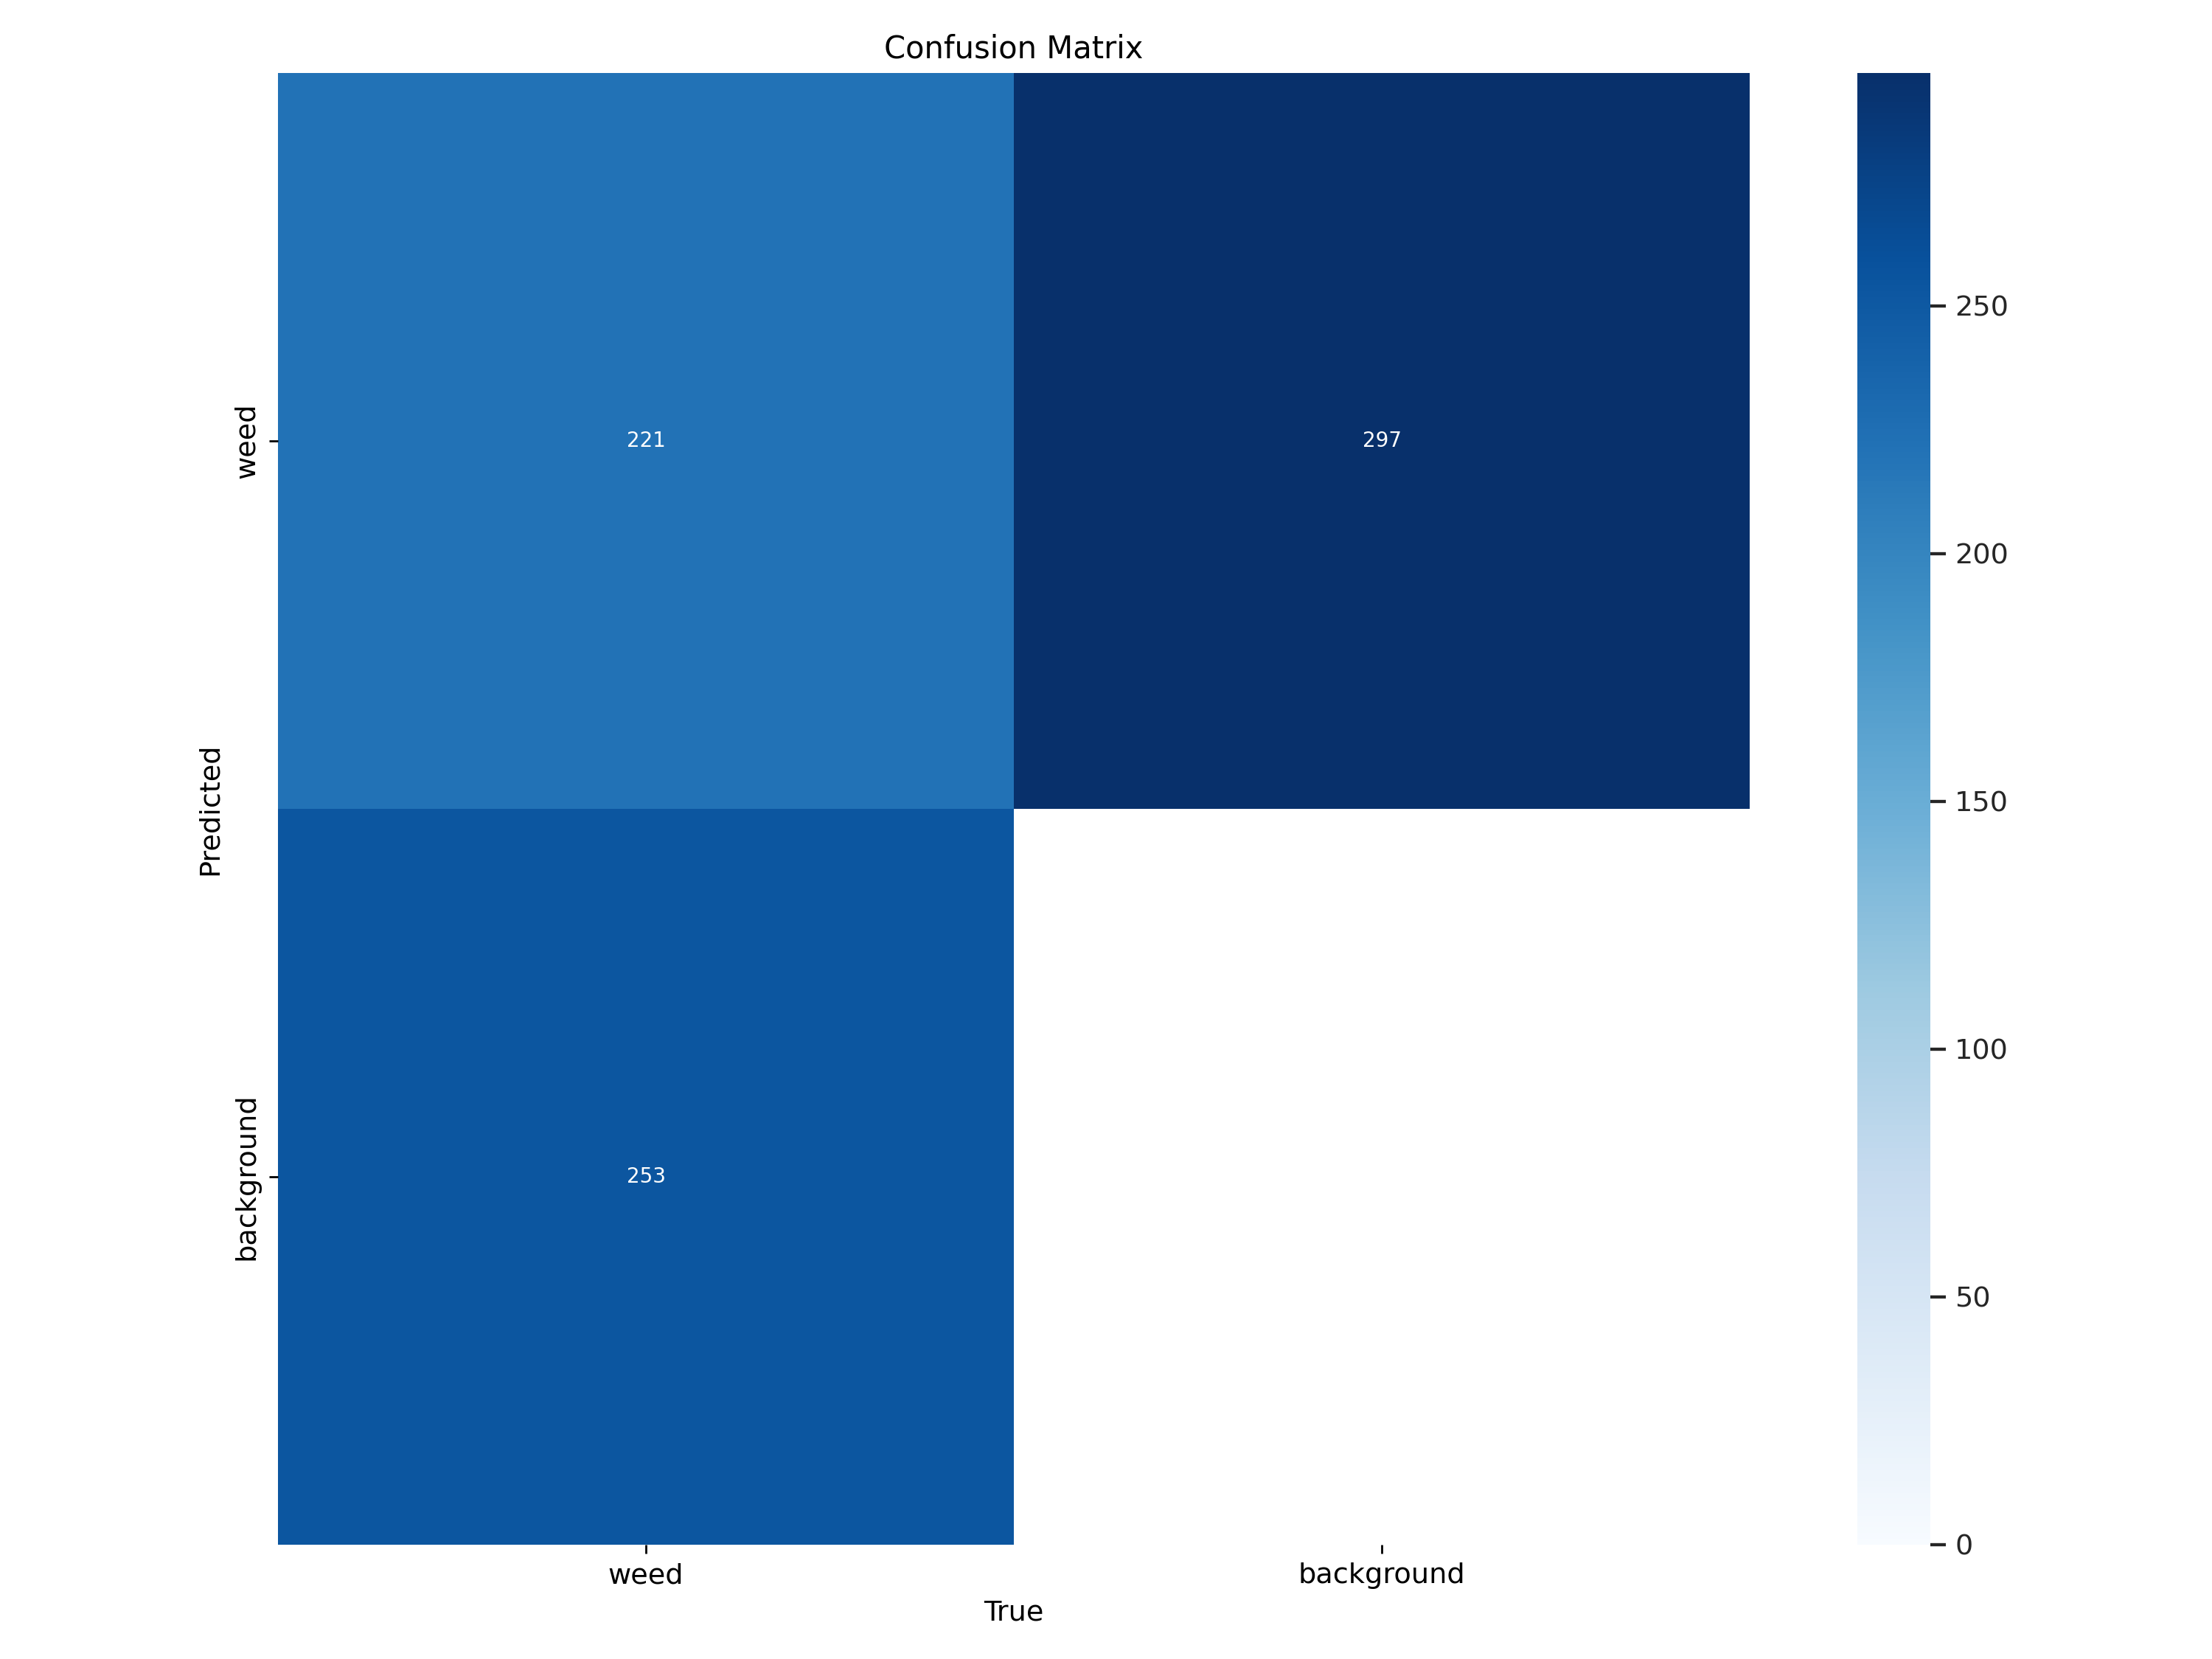 Confusion Matrix
weed
221
297
250
200
150
100
50
0
Predicted
background
253
weed
background
True